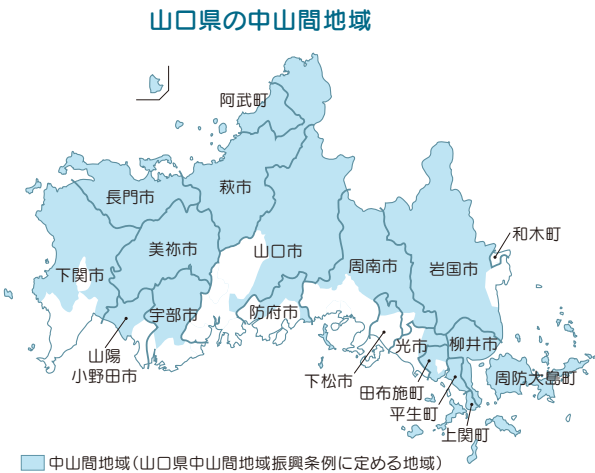 山口県の中山間地域
阿武町
萩市
長門市
和木町
美祢市
山口市
周南市
岩国市
下関市
宇部市
防府市
光市
柳井市
山陽
小野田市
下松市
周防大島町
田布施町
平生町
上関町
中山間地域(山口県中山間地域振興条例に定める地域)